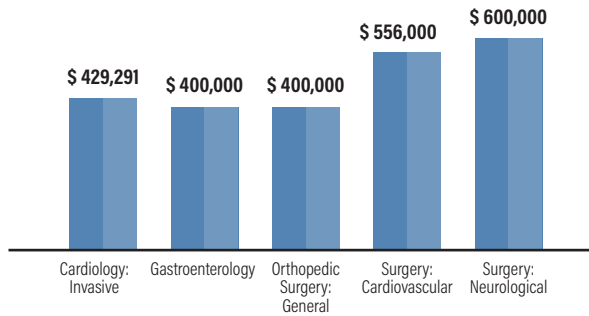 $ 429,291
$ 400,000
$ 400,000
$ 556,000
$ 600,000
Cardiology:
Invasive
Gastroenterology
Orthopedic
Surgery:
General
Surgery:
Cardiovascular
Surgery:
Neurological